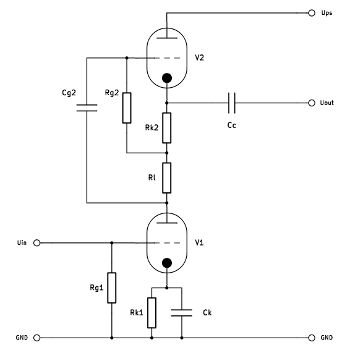 Ups
V2
Cg2 Rg2
Uout
Rk2 Cc
Rl
Uin V1
Rg1
Rk1 Ck
GND GND